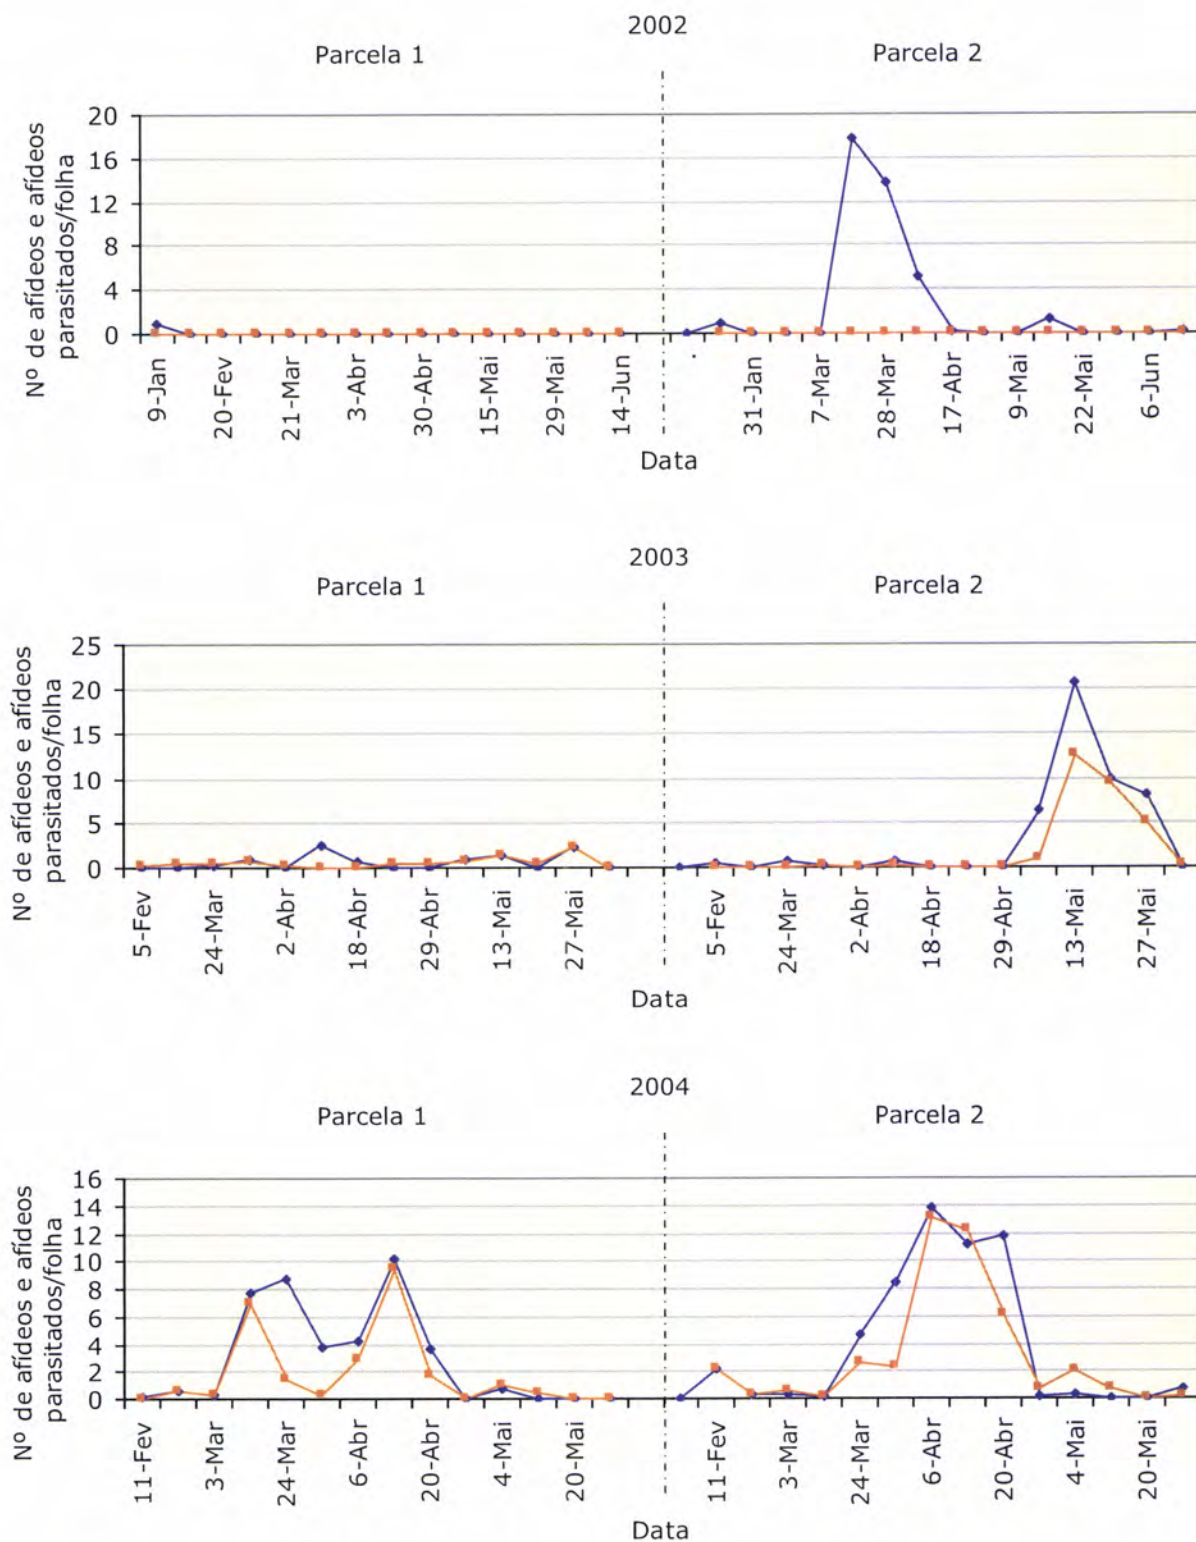 2002
Parcela 1 Parcela 2
Nº de afídeos e afídeos
parasitados/folha
20
16
12
8
4
0
9-Jan 20-Fev 21-Mar 3-Abr 30-Abr 15-Mai 29-Mai 14-Jun 31-Jan 7-Mar 28-Mar 17-Abr 9-Mai 22-Mai 6-Jun
Data
2003
Parcela 1 Parcela 2
Nº de afídeos e afídeos
parasitados/folha
25
20
15
10
5
0
5-Fev 24-Mar 2-Abr 18-Abr 29-Abr 13-Mai 27-Mai 5-Fev 24-Mar 2-Abr 18-Abr 29-Abr 13-Mai 27-Mai
Data
2004
Parcela 1 Parcela 2
Nº de afídeos e afídeos
parasitados/folha
16
14
12
10
8
6
4
2
0
11-Fev 3-Mar 24-Mar 6-Abr 20-Abr 4-Mai 20-Mai 11-Fev 3-Mar 24-Mar 6-Abr 20-Abr 4-Mai 20-Mai
Data